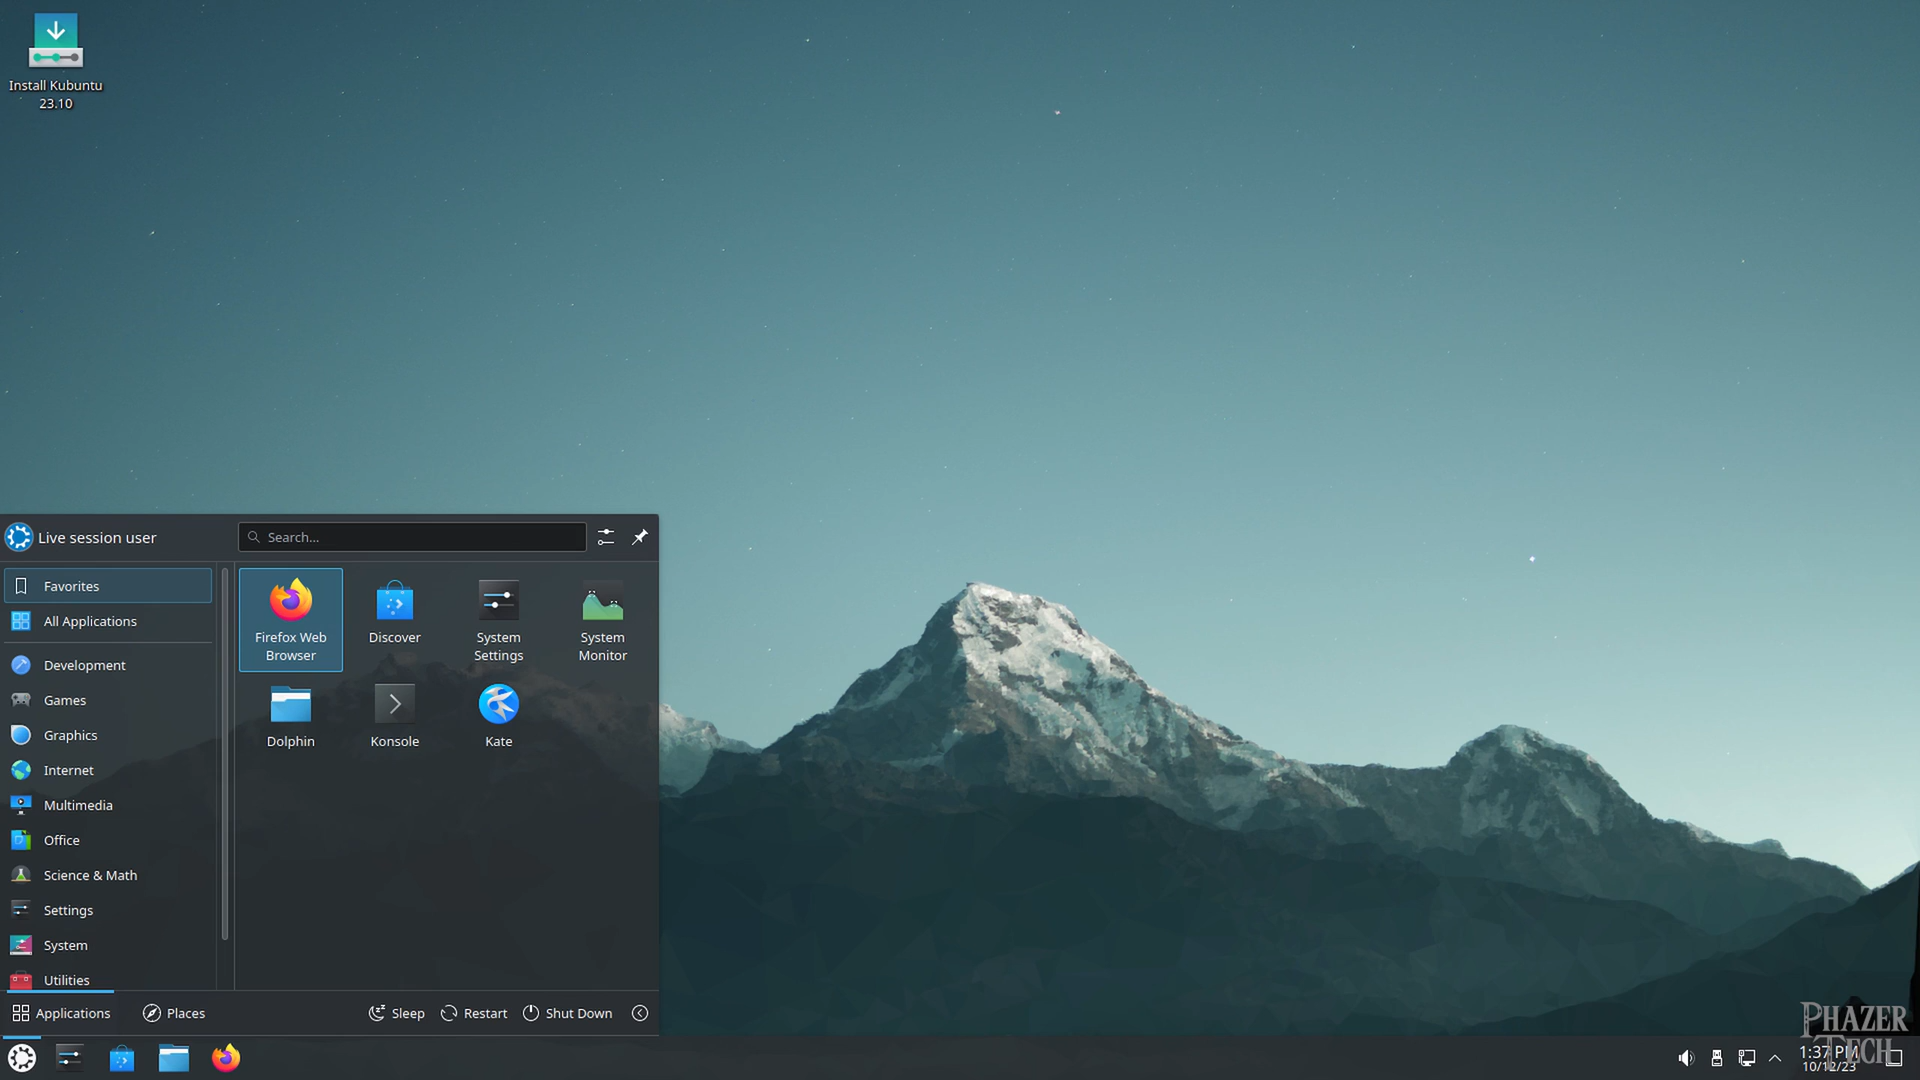 Install Kubuntu
23.10
Live session user
Search...
Favorites
All Applications
Development
Games
Graphics
Internet
Multimedia
Office
Science & Math
Settings
System
Utilities
Firefox Web
Browser
Discover
System
Settings
System
Monitor
Dolphin
Konsole
Kate
Applications
Places
Sleep
Restart
Shut Down
1:37 PM
10/12/23
PHAZER
TECH